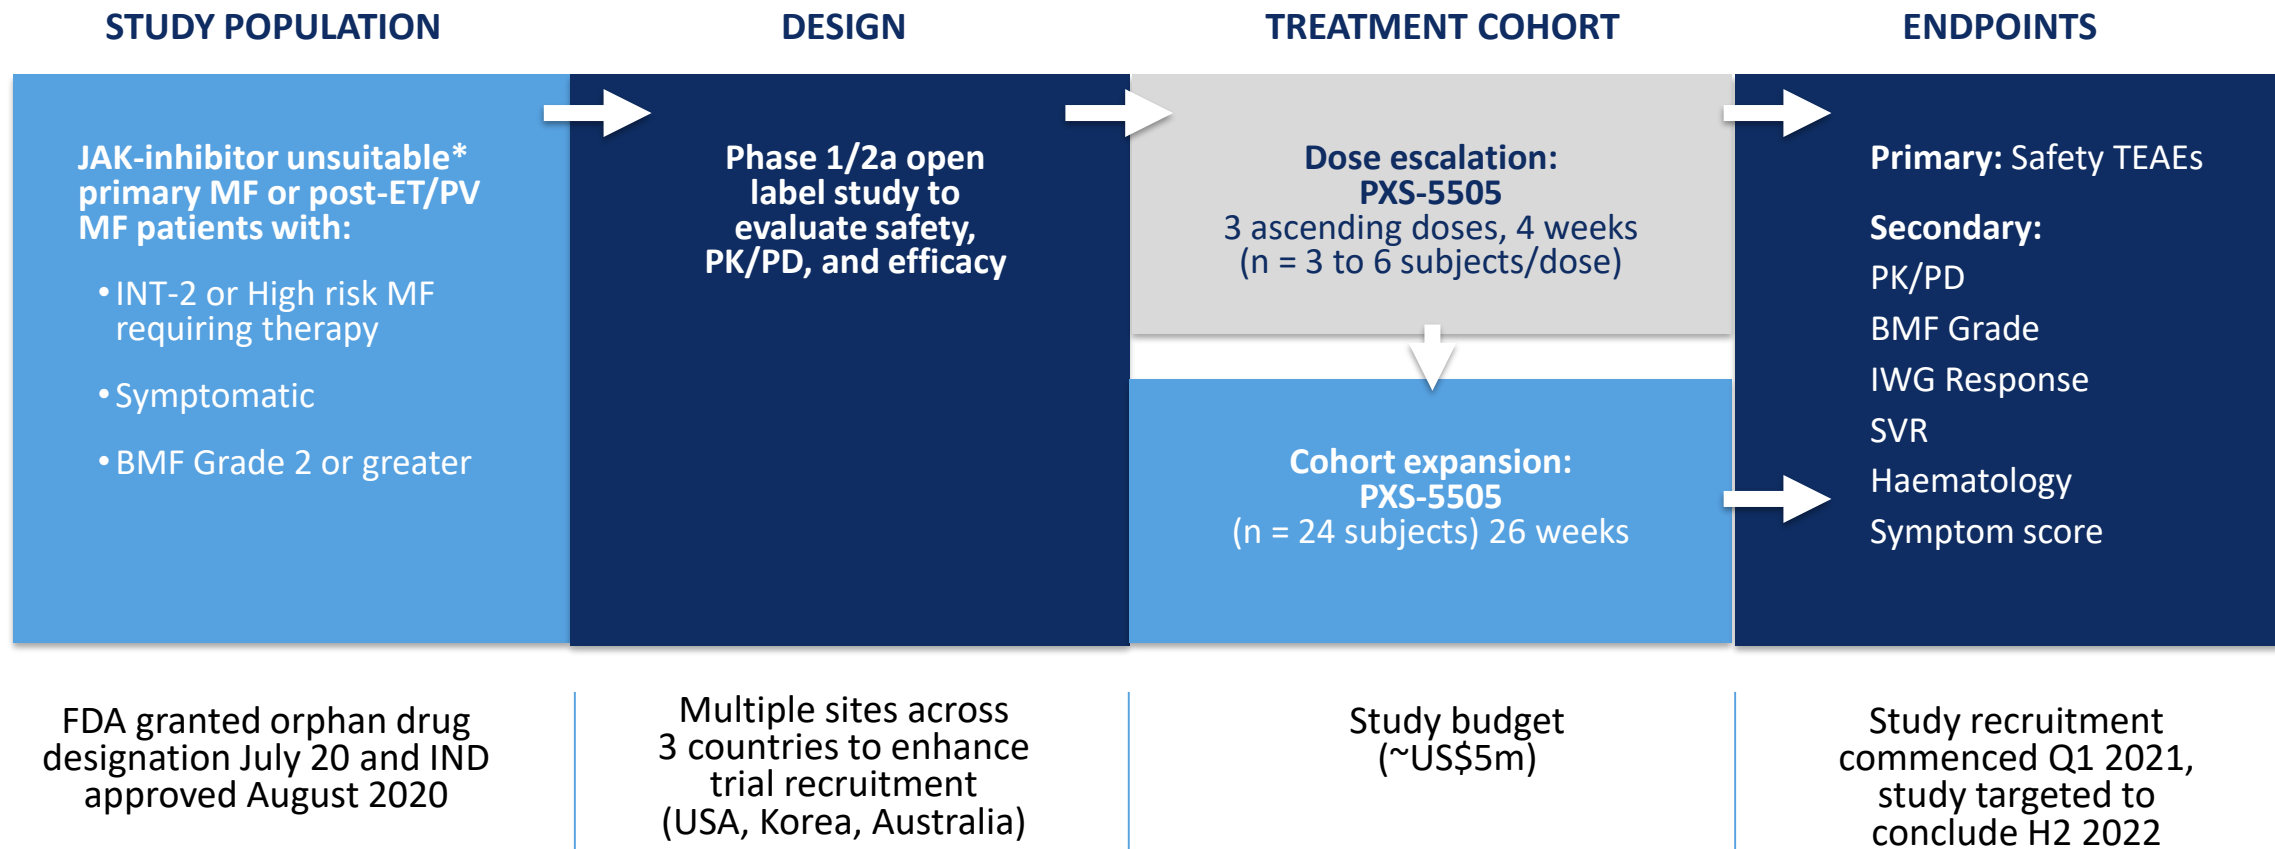 STUDY POPULATION
DESIGN
TREATMENT COHORT
ENDPOINTS
JAK-inhibitor unsuitable*
primary MF or post-ET/PV
MF patients with:
• INT-2 or High risk MF
requiring therapy
• Symptomatic
• BMF Grade 2 or greater
Phase 1/2a open
label study to
evaluate safety,
PK/PD, and efficacy
Dose escalation:
PXS-5505
3 ascending doses, 4 weeks
(n = 3 to 6 subjects/dose)
Cohort expansion:
PXS-5505
(n = 24 subjects) 26 weeks
Primary: Safety TEAEs
Secondary:
PK/PD
BMF Grade
IWG Response
SVR
Haematology
Symptom score
FDA granted orphan drug
designation July 20 and IND
approved August 2020
Multiple sites across
3 countries to enhance
trial recruitment
(USA, Korea, Australia)
Study budget
(~US$5m)
Study recruitment
commenced Q1 2021,
study targeted to
conclude H2 2022